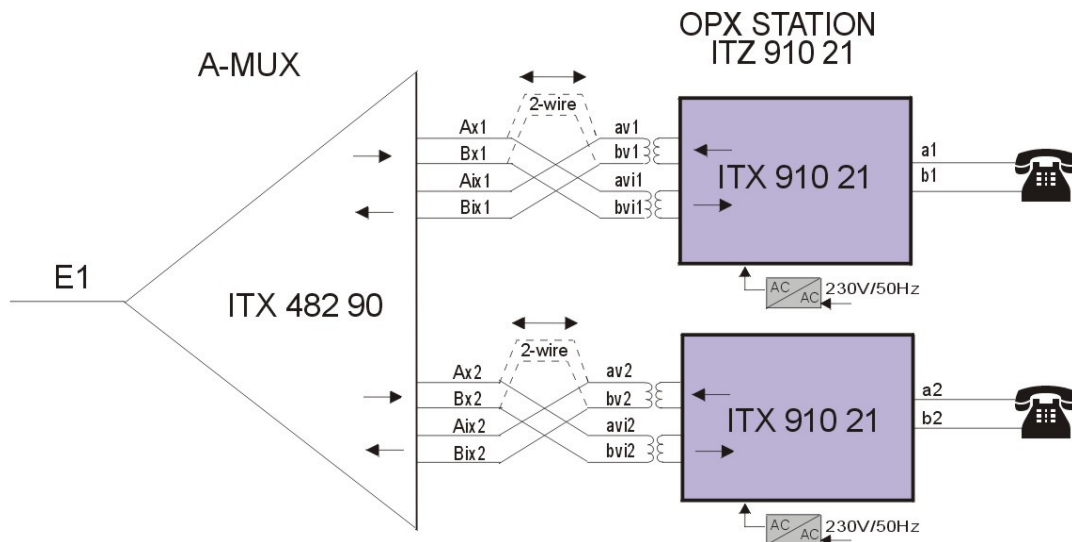 OPX STATION
ITZ 910 21
A-MUX
2-wire
Ax1
av1
Bx1
bv1
Aix1
avi1
Bix1
bvi1
ITX 910 21
a1
b1
E1
ITX 482 90
AC
AC
230V/50Hz
2-wire
Ax2
av2
Bx2
bv2
Aix2
avi2
Bix2
bvi2
ITX 910 21
a2
b2
AC
AC
230V/50Hz